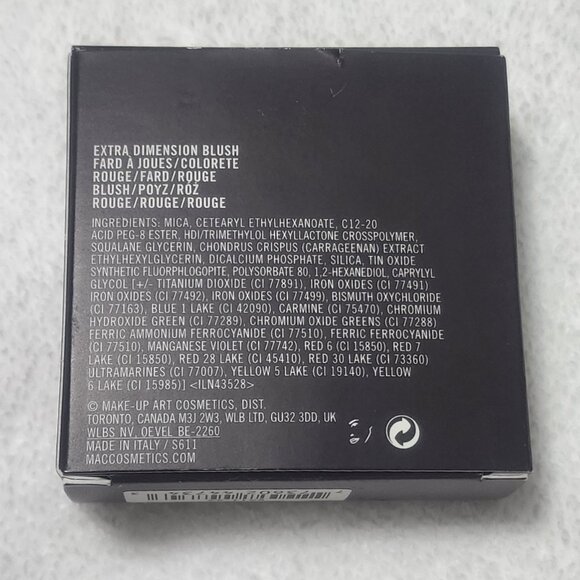 EXTRA DIMENSION BLUSH
FARD À JOUES/COLORETE
ROUGE/FARD/ROUGE
BLUSH/POYZ/RÓŻ
ROUGE/ROUGE/ROUGE
INGREDIENTS: MICA, CETEARYL ETHYLHEXANOATE, C12-20
ACID PEG-8 ESTER, HDI/TRIMETHYLOL HEXYLLACTONE CROSSPOLYMER,
SQUALANE GLYCERIN, CHONDRUS CRISPUS (CARRAGEENAN) EXTRACT
ETHYLHEXYLGLYCERIN, DICALCIUM PHOSPHATE, SILICA, TIN OXIDE
SYNTHETIC FLUORPHLOGOPITE, POLYSORBATE 80, 1,2-HEXANEDIOL, CAPRYLYL
GLYCOL [+/- TITANIUM DIOXIDE (CI 77891), IRON OXIDES (CI 77491)
IRON OXIDES (CI 77492), IRON OXIDES (CI 77499), BISMUTH OXYCHLORIDE
(CI 77163), BLUE 1 LAKE (CI 42090), CARMINE (CI 75470), CHROMIUM
HYDROXIDE GREEN (CI 77289), CHROMIUM OXIDE GREENS (CI 77288)
FERRIC AMMONIUM FERROCYANIDE (CI 77510), FERRIC FERROCYANIDE
(CI 77510), MANGANESE VIOLET (CI 77742), RED 6 (CI 15850), RED 7
LAKE (CI 15850), RED 28 LAKE (CI 45410), RED 30 LAKE (CI 73360)
ULTRAMARINES (CI 77007), YELLOW 5 LAKE (CI 19140), YELLOW
6 LAKE (CI 15985)] <ILN43528>
© MAKE-UP ART COSMETICS, DIST.
TORONTO, CANADA M3J 2W3, WLB LTD, GU32 3DD, UK
WLBS NV, OEVEL BE-2260
MADE IN ITALY / S611
MACCOSMETICS.COM